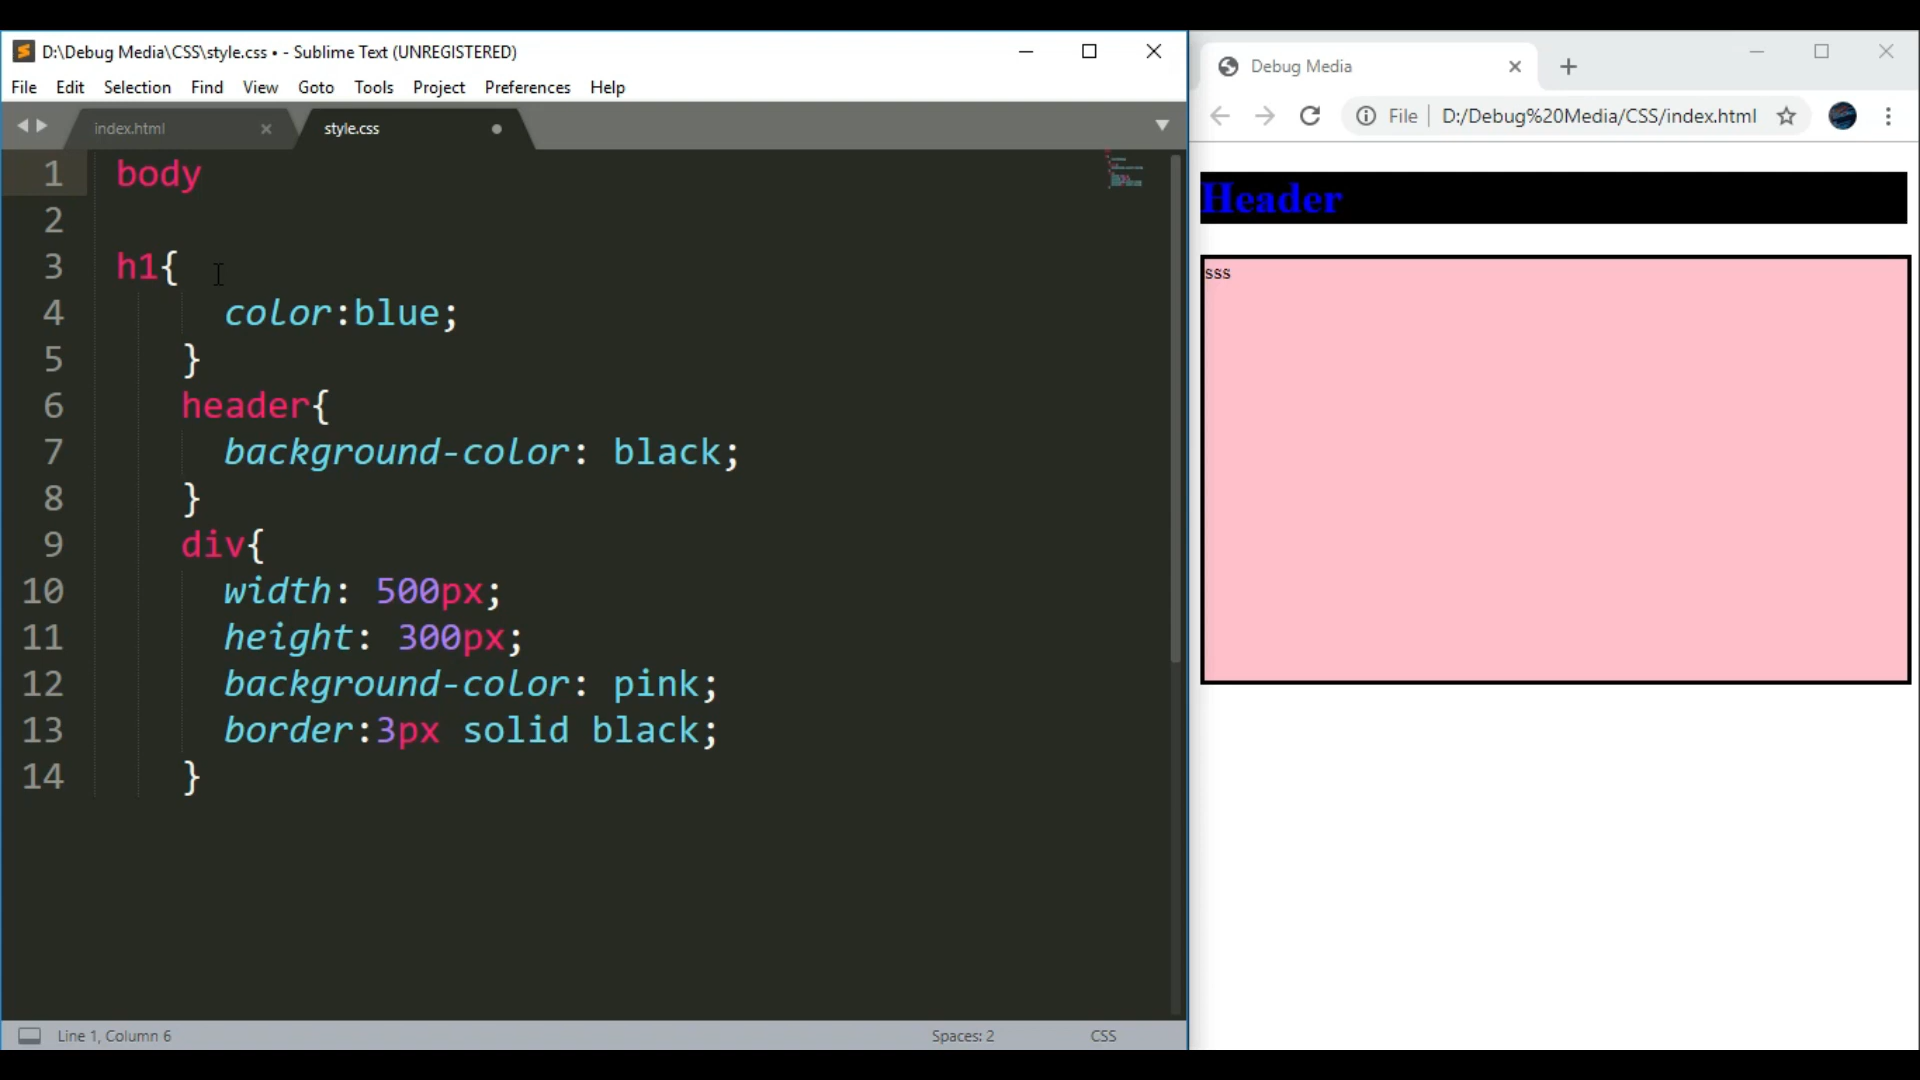 D:\Debug Media\CSS\style.css • - Sublime Text (UNREGISTERED)
File Edit Selection Find View Goto Tools Project Preferences Help
index.html style.css
1 body
2
3 h1{
4 color:blue;
5 }
6 header{
7 background-color: black;
8 }
9 div{
10 width: 500px;
11 height: 300px;
12 background-color: pink;
13 border:3px solid black;
14 }
Line 1, Column 6 Spaces: 2 CSS
Debug Media
File D:/Debug%20Media/CSS/index.html
Header
sss